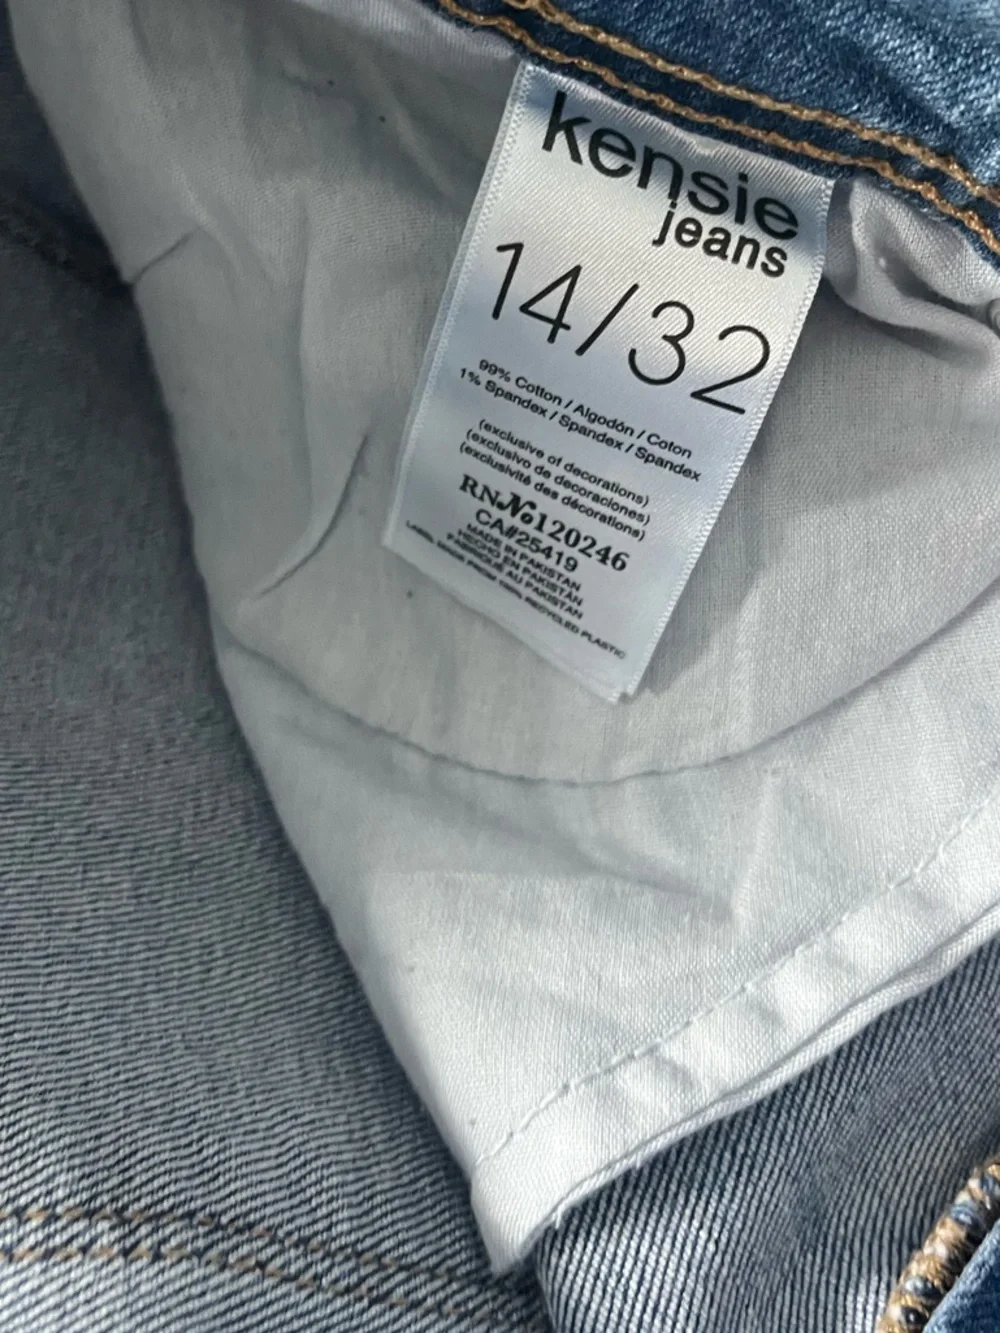 kensie
jeans
14/32
99% Cotton / Algodón / Coton
1% Spandex / Spandex / Spandex
(exclusive of decorations)
(exclusivo de decoraciones)
(exclusivité des décorations)
RN№120246
CA#25419
MADE IN PAKISTAN
HECHO EN PAKISTÁN
FABRIQUÉ AU PAKISTAN
LABEL MADE FROM 100% RECYCLED PLASTIC